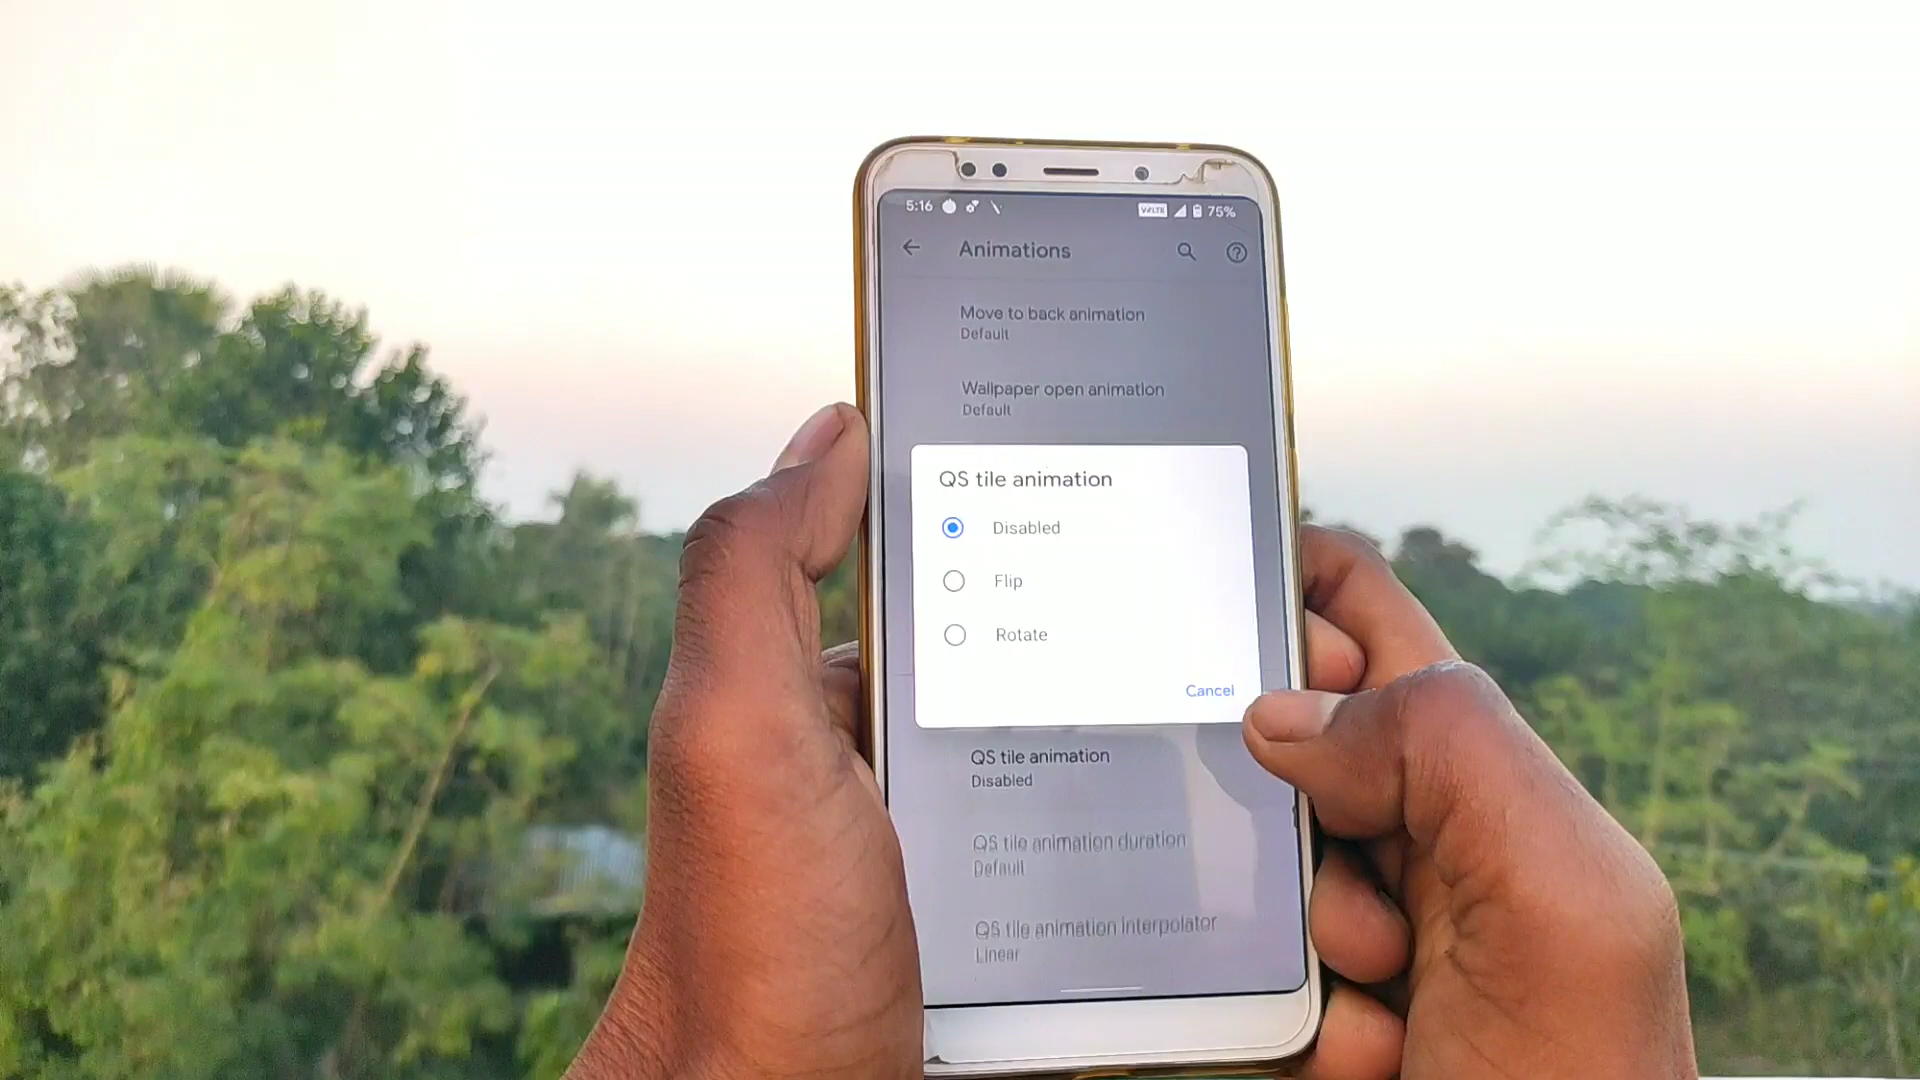 5:16 VoLTE 75%
Animations
Move to back animation
Default
Wallpaper open animation
Default
QS tile animation
Disabled
Flip
Rotate
Cancel
QS tile animation
Disabled
QS tile animation duration
Default
QS tile animation interpolator
Linear